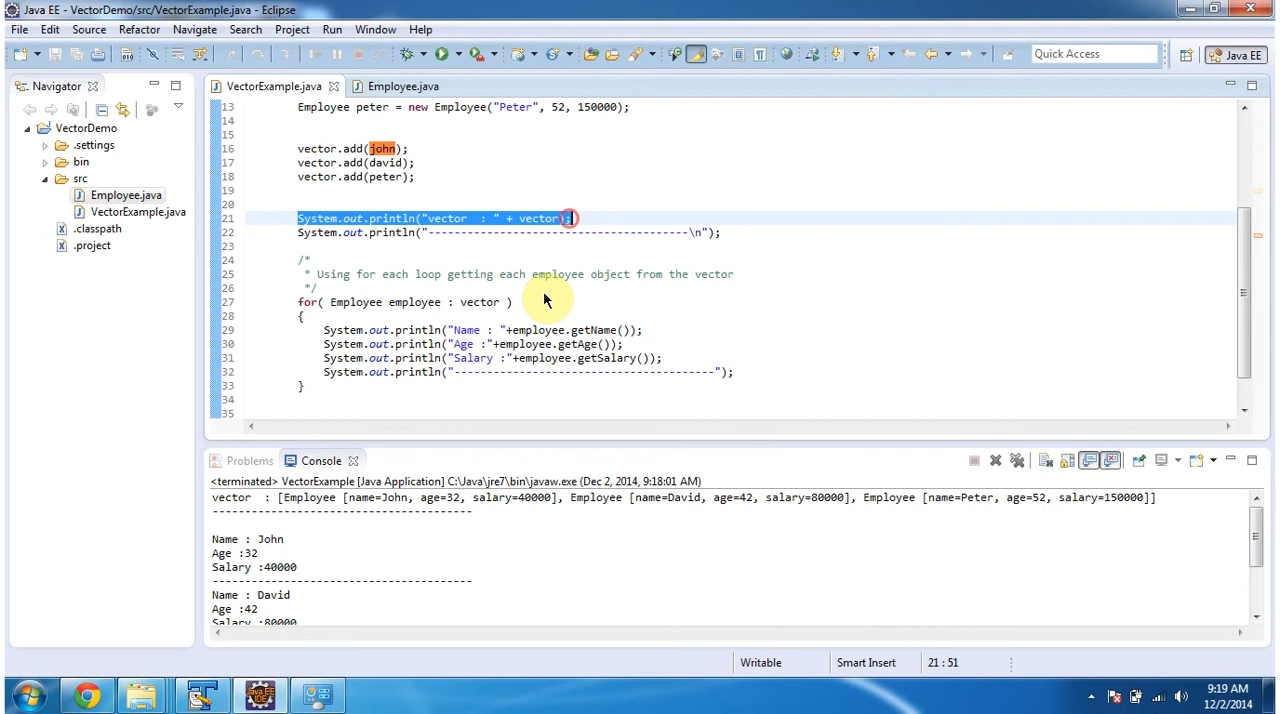 Java EE - VectorDemo/src/VectorExample.java - Eclipse
File Edit Source Refactor Navigate Search Project Run Window Help
Quick Access Java EE
Navigator
VectorExample.java Employee.java
VectorDemo
.settings
bin
src
Employee.java
VectorExample.java
.classpath
.project
13 Employee peter = new Employee("Peter", 52, 150000);
14
15
16 vector.add(john);
17 vector.add(david);
18 vector.add(peter);
19
20
21 System.out.println("vector  : " + vector);
22 System.out.println("----------------------------------------\n");
23
24 /*
25 * Using for each loop getting each employee object from the vector
26 */
27 for( Employee employee : vector )
28 {
29 System.out.println("Name : "+employee.getName());
30 System.out.println("Age :"+employee.getAge());
31 System.out.println("Salary :"+employee.getSalary());
32 System.out.println("----------------------------------------");
33 }
34
35
Problems Console
<terminated> VectorExample [Java Application] C:\Java\jre7\bin\javaw.exe (Dec 2, 2014, 9:18:01 AM)
vector  : [Employee [name=John, age=32, salary=40000], Employee [name=David, age=42, salary=80000], Employee [name=Peter, age=52, salary=150000]]
----------------------------------------
Name : John
Age :32
Salary :40000
----------------------------------------
Name : David
Age :42
Salary :80000
Writable Smart Insert 21 : 51
Java EE
IDE
9:19 AM
12/2/2014